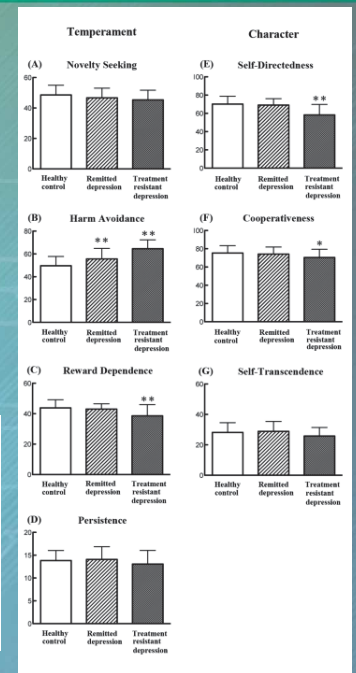 Temperament
Character
(A) Novelty Seeking
60
40
20
0
Healthy control
Remitted depression
Treatment resistant depression
(B) Harm Avoidance
80
60
40
20
0
**
**
Healthy control
Remitted depression
Treatment resistant depression
(C) Reward Dependence
60
40
20
0
**
Healthy control
Remitted depression
Treatment resistant depression
(D) Persistence
20
15
10
5
0
Healthy control
Remitted depression
Treatment resistant depression
(E) Self-Directedness
100
80
60
40
20
0
**
Healthy control
Remitted depression
Treatment resistant depression
(F) Cooperativeness
100
80
60
40
20
0
*
Healthy control
Remitted depression
Treatment resistant depression
(G) Self-Transcendence
60
40
20
0
Healthy control
Remitted depression
Treatment resistant depression